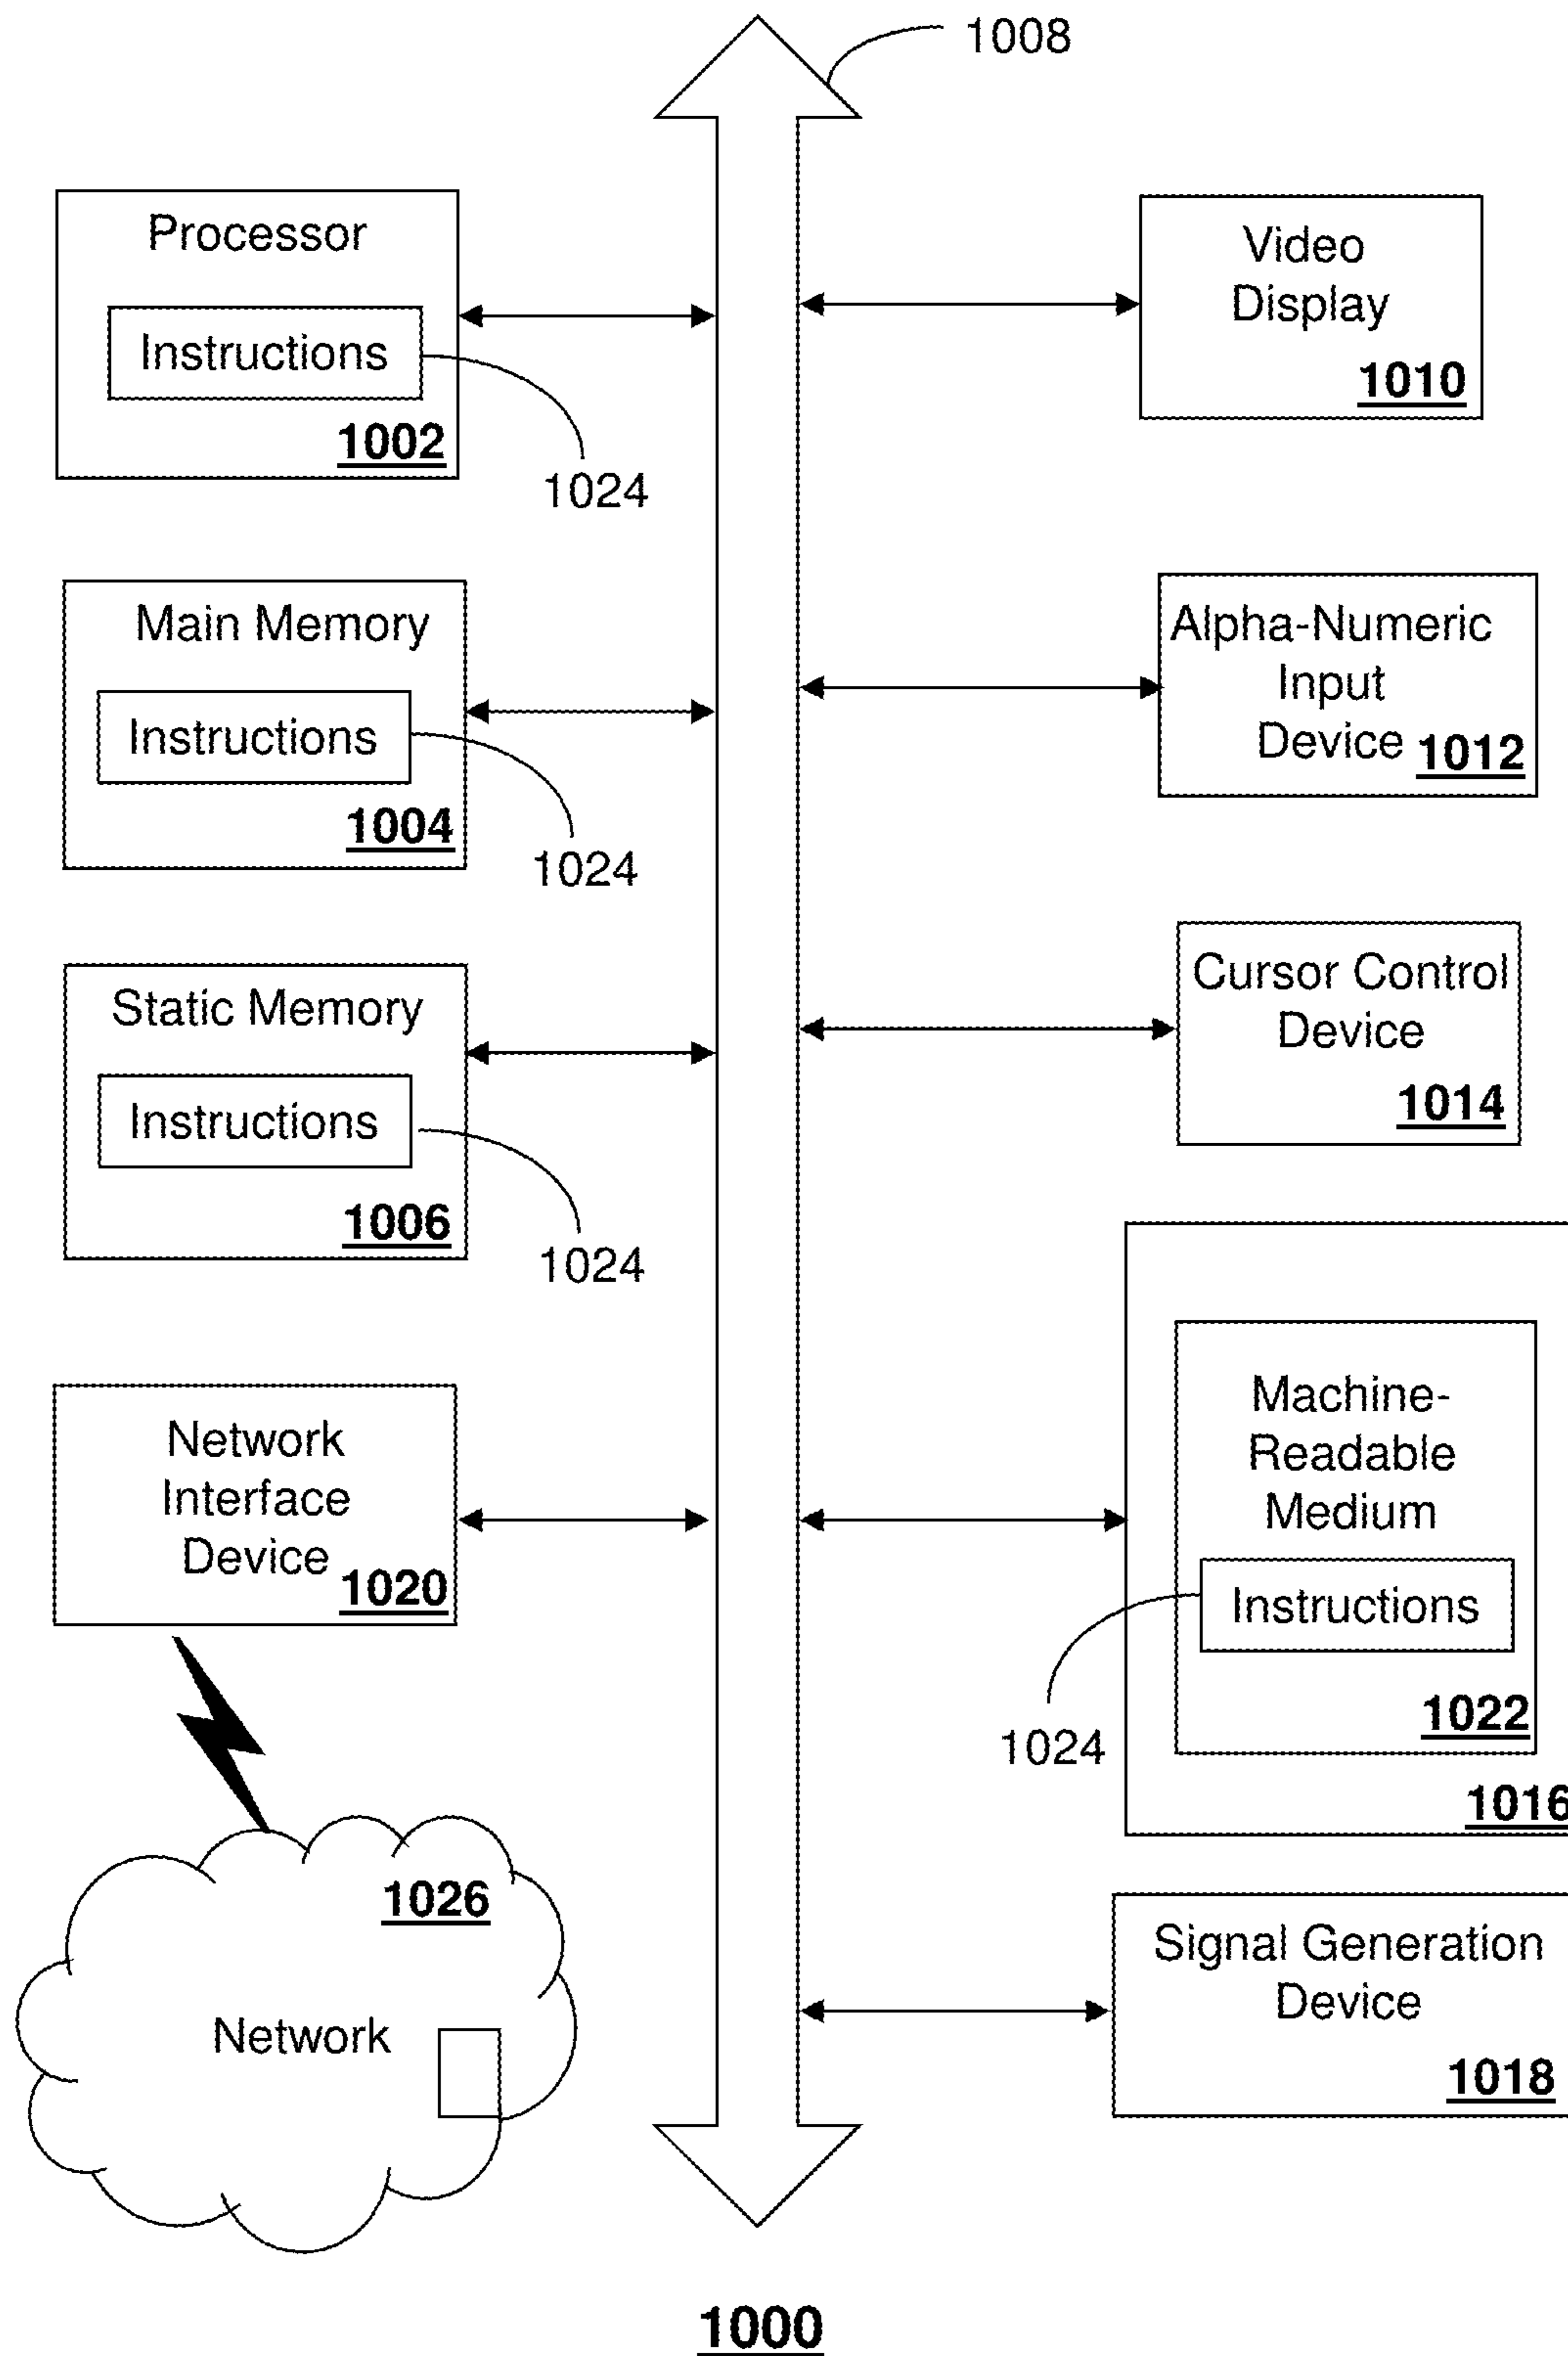 1008
Processor
Instructions
1002
1024
Video
Display
1010
Main Memory
Instructions
1004
1024
Alpha-Numeric
Input
Device 1012
Static Memory
Instructions
1006
1024
Cursor Control
Device
1014
Network
Interface
Device 1020
Machine-
Readable
Medium
Instructions
1022
1024
1016
1026
Network
Signal Generation
Device
1018
1000